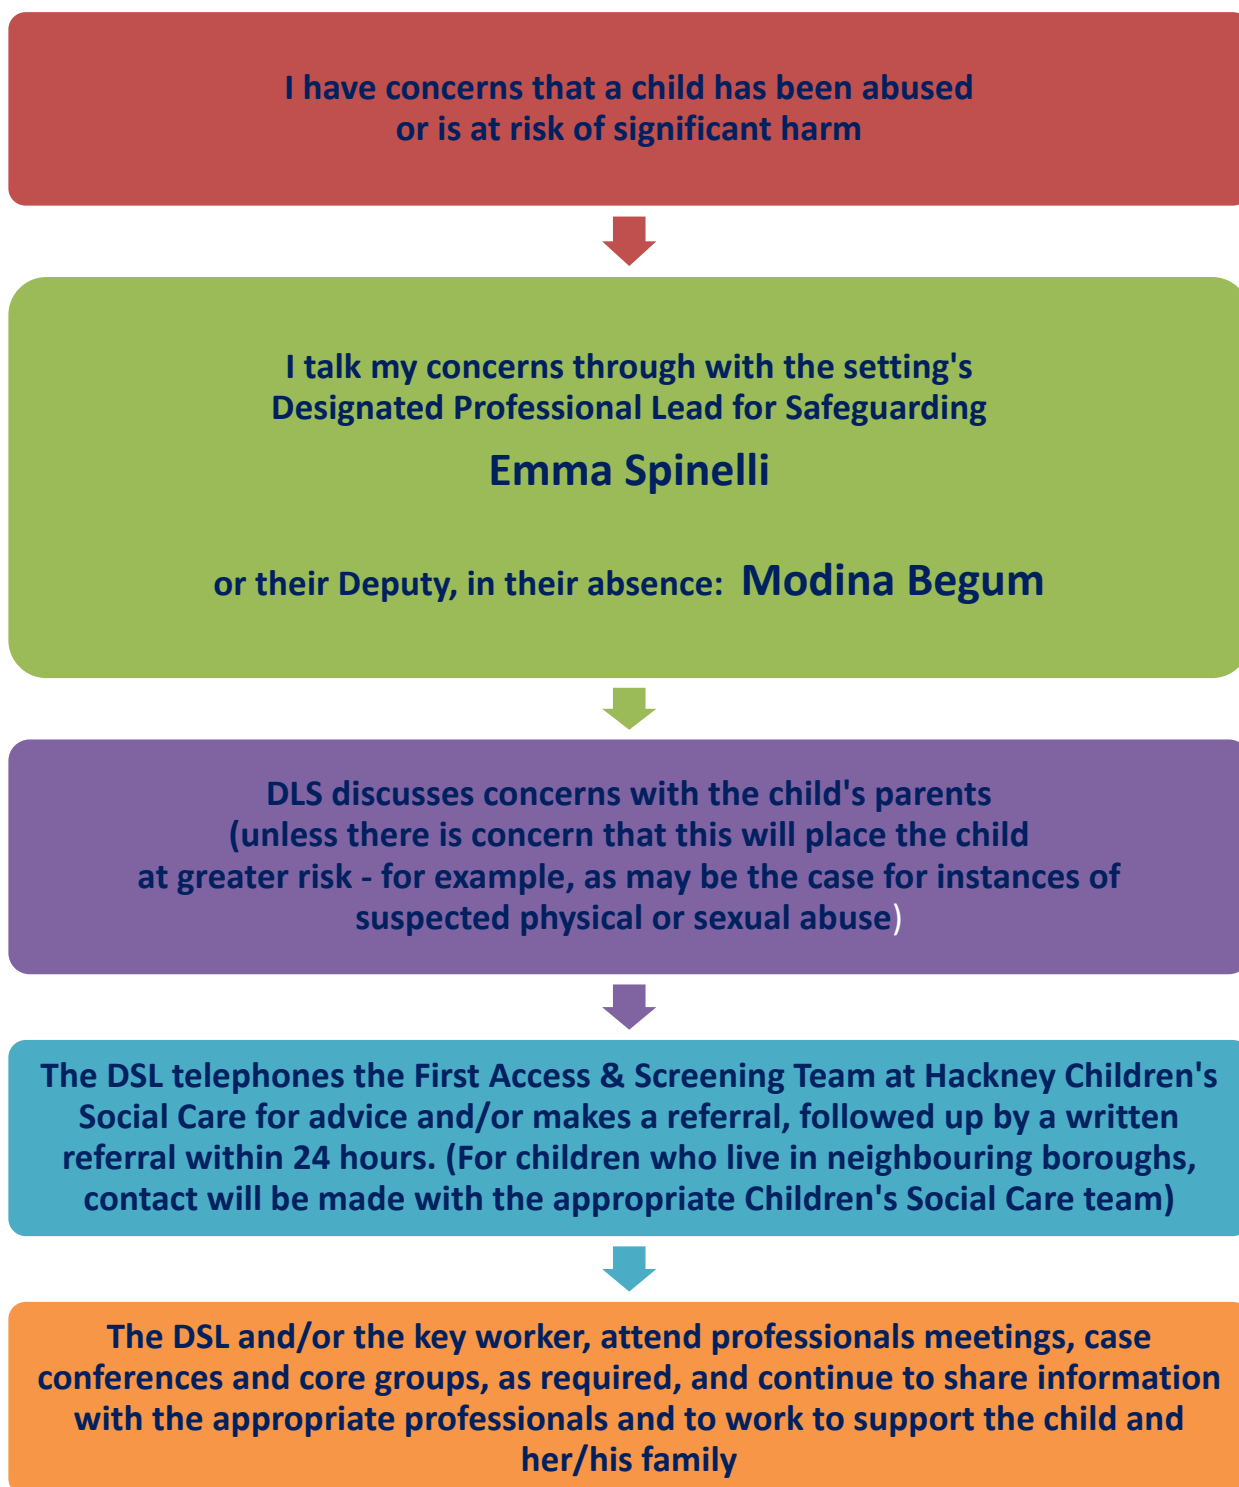 I have concerns that a child has been abused
or is at risk of significant harm
I talk my concerns through with the setting's
Designated Professional Lead for Safeguarding
Emma Spinelli
or their Deputy, in their absence: Modina Begum
DLS discusses concerns with the child's parents
(unless there is concern that this will place the child
at greater risk - for example, as may be the case for instances of
suspected physical or sexual abuse)
The DSL telephones the First Access & Screening Team at Hackney Children's
Social Care for advice and/or makes a referral, followed up by a written
referral within 24 hours. (For children who live in neighbouring boroughs,
contact will be made with the appropriate Children's Social Care team)
The DSL and/or the key worker, attend professionals meetings, case
conferences and core groups, as required, and continue to share information
with the appropriate professionals and to work to support the child and
her/his family